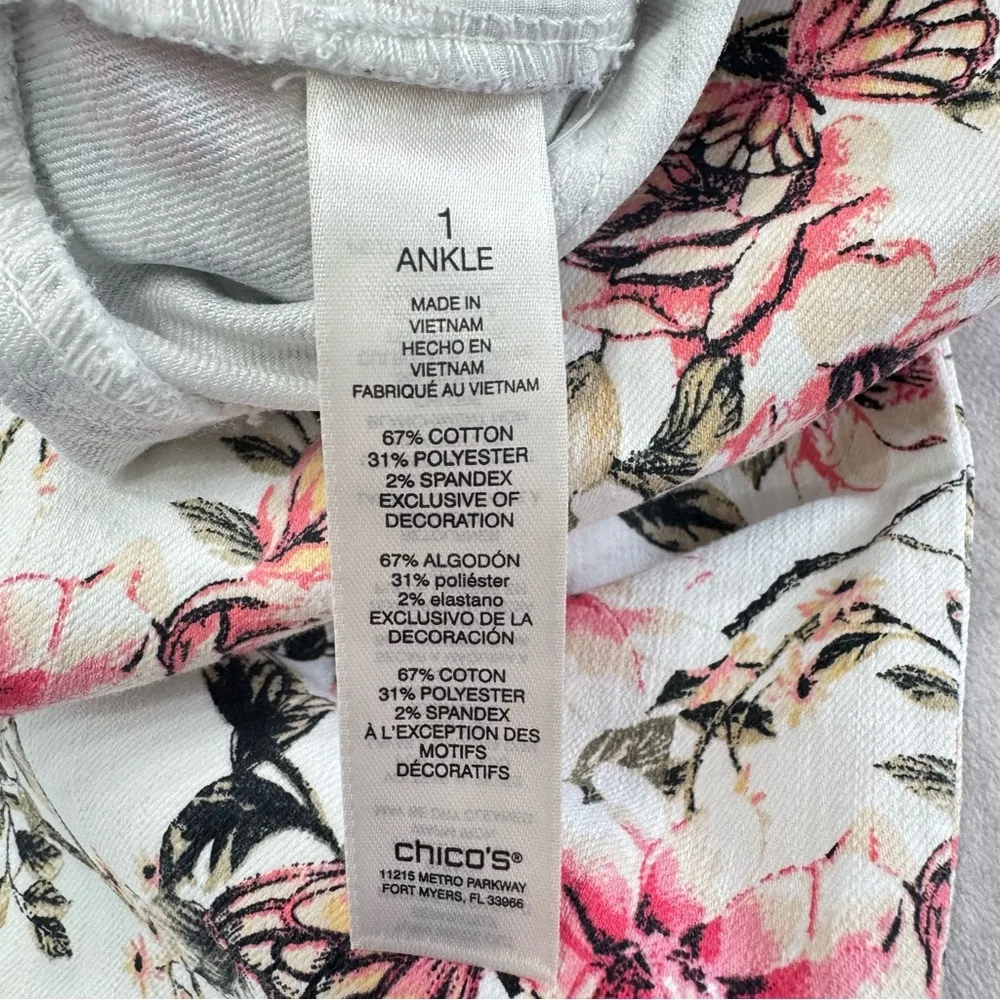 1
ANKLE
MADE IN
VIETNAM
HECHO EN
VIETNAM
FABRIQUÉ AU VIETNAM
67% COTTON
31% POLYESTER
2% SPANDEX
EXCLUSIVE OF
DECORATION
67% ALGODÓN
31% poliéster
2% elastano
EXCLUSIVO DE LA
DECORACIÓN
67% COTON
31% POLYESTER
2% SPANDEX
À L'EXCEPTION DES
MOTIFS
DÉCORATIFS
chico's®
11215 METRO PARKWAY
FORT MYERS, FL 33966